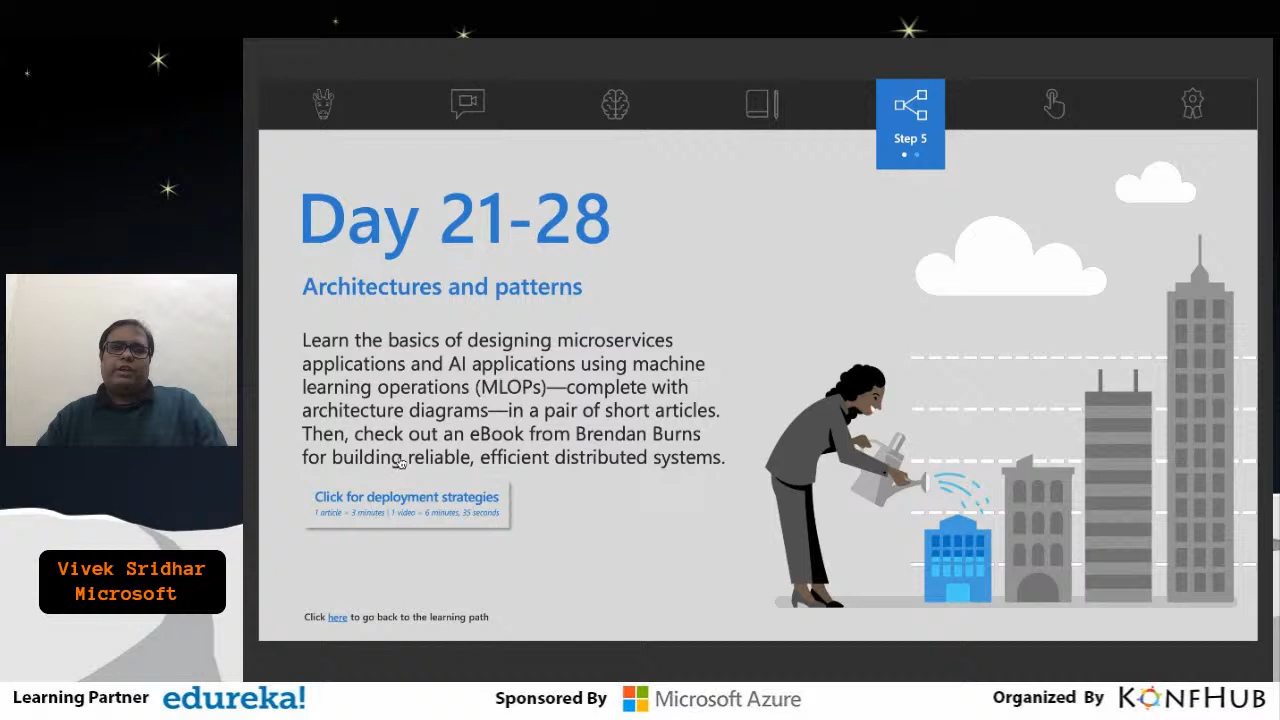 Step 5
Day 21-28
Architectures and patterns
Learn the basics of designing microservices
applications and AI applications using machine
learning operations (MLOPs)—complete with
architecture diagrams—in a pair of short articles.
Then, check out an eBook from Brendan Burns
for building reliable, efficient distributed systems.
Click for deployment strategies
1 article = 3 minutes | 1 video = 6 minutes, 35 seconds
Click here to go back to the learning path
Vivek Sridhar
Microsoft
Learning Partner edureka!
Sponsored By Microsoft Azure
Organized By KONFHUB